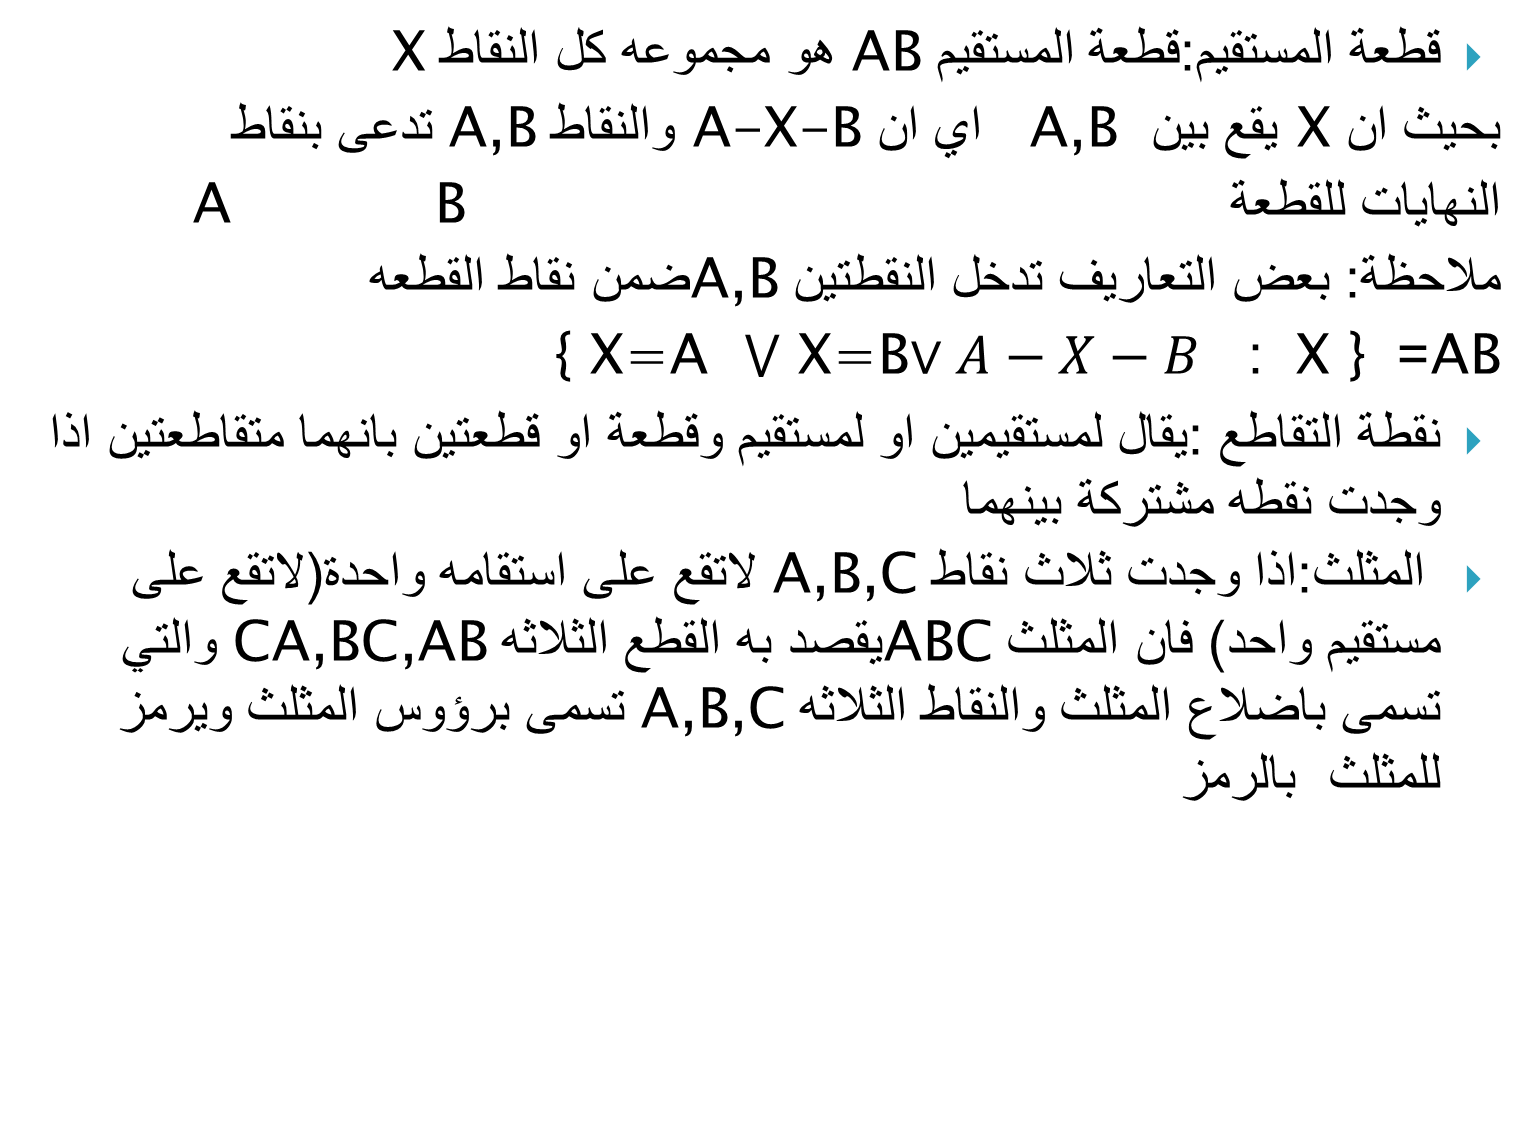 قطعة المستقيم:قطعة المستقيم AB هو مجموعه كل النقاط X
بحيث ان X يقع بين A,B اي ان A-X-B والنقاط A,B تدعى بنقاط
النهايات للقطعة A B
ملاحظة: بعض التعاريف تدخل النقطتين A,Bضمن نقاط القطعه
AB= { X : X=A ∨ X=B∨ A − X − B }
نقطة التقاطع :يقال لمستقيمين او لمستقيم وقطعة او قطعتين بانهما متقاطعتين اذا
وجدت نقطه مشتركة بينهما
المثلث:اذا وجدت ثلاث نقاط A,B,C لاتقع على استقامه واحدة(لاتقع على
مستقيم واحد) فان المثلث ABCيقصد به القطع الثلاثه CA,BC,AB والتي
تسمى باضلاع المثلث والنقاط الثلاثه A,B,C تسمى برؤوس المثلث ويرمز
للمثلث بالرمز